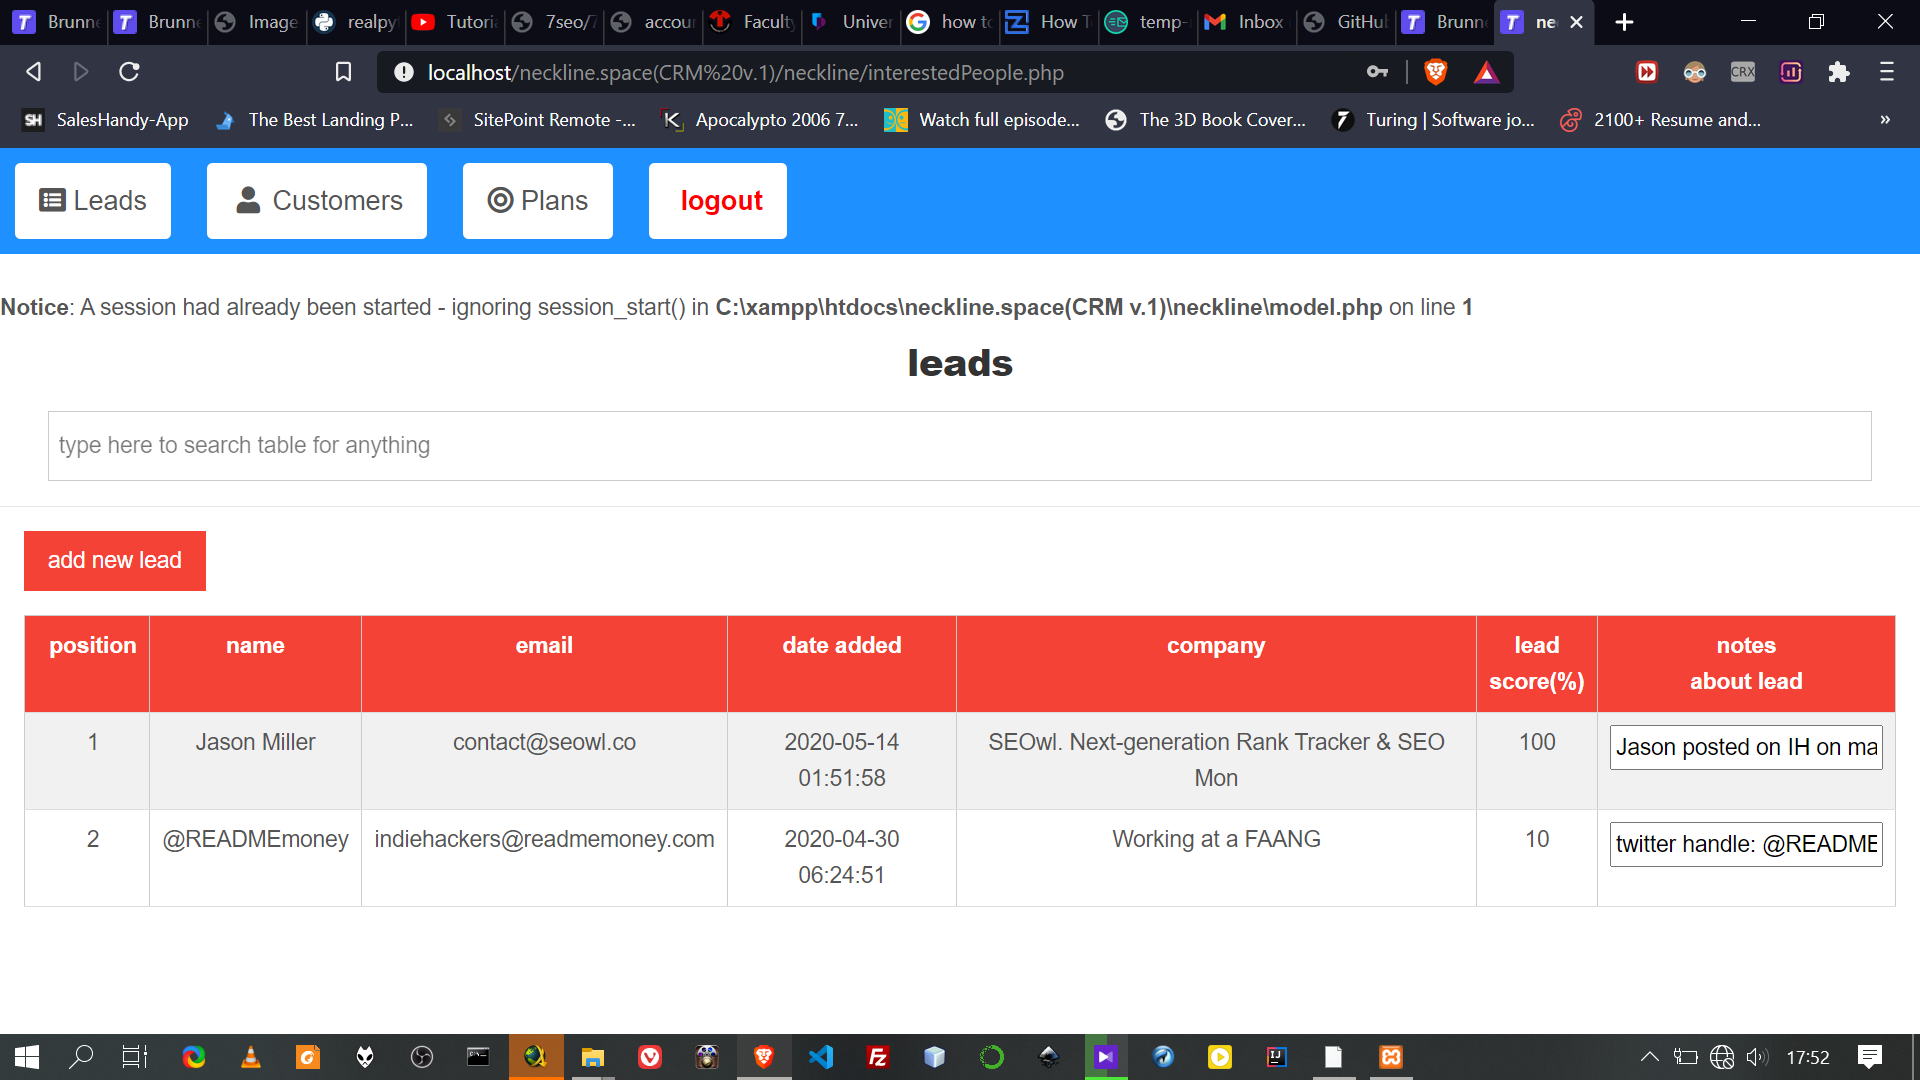 Brunn Brunn Image realpy Tutori 7seo/7 accou Faculty Univer how to How T temp- Inbox GitHub Brunn ne
localhost/neckline.space(CRM%20v.1)/neckline/interestedPeople.php
CRX
SH SalesHandy-App The Best Landing P... SitePoint Remote -... Apocalypto 2006 7... Watch full episode... The 3D Book Cover... Turing | Software jo... 2100+ Resume and... »
Leads Customers Plans logout
Notice: A session had already been started - ignoring session_start() in C:\xampp\htdocs\neckline.space(CRM v.1)\neckline\model.php on line 1
leads
type here to search table for anything
add new lead
position name email date added company lead score(%) notes about lead
1 Jason Miller contact@seowl.co 2020-05-14 01:51:58 SEOwl. Next-generation Rank Tracker & SEO Mon 100 Jason posted on IH on ma
2 @READMEmoney indiehackers@readmemoney.com 2020-04-30 06:24:51 Working at a FAANG 10 twitter handle: @README
17:52